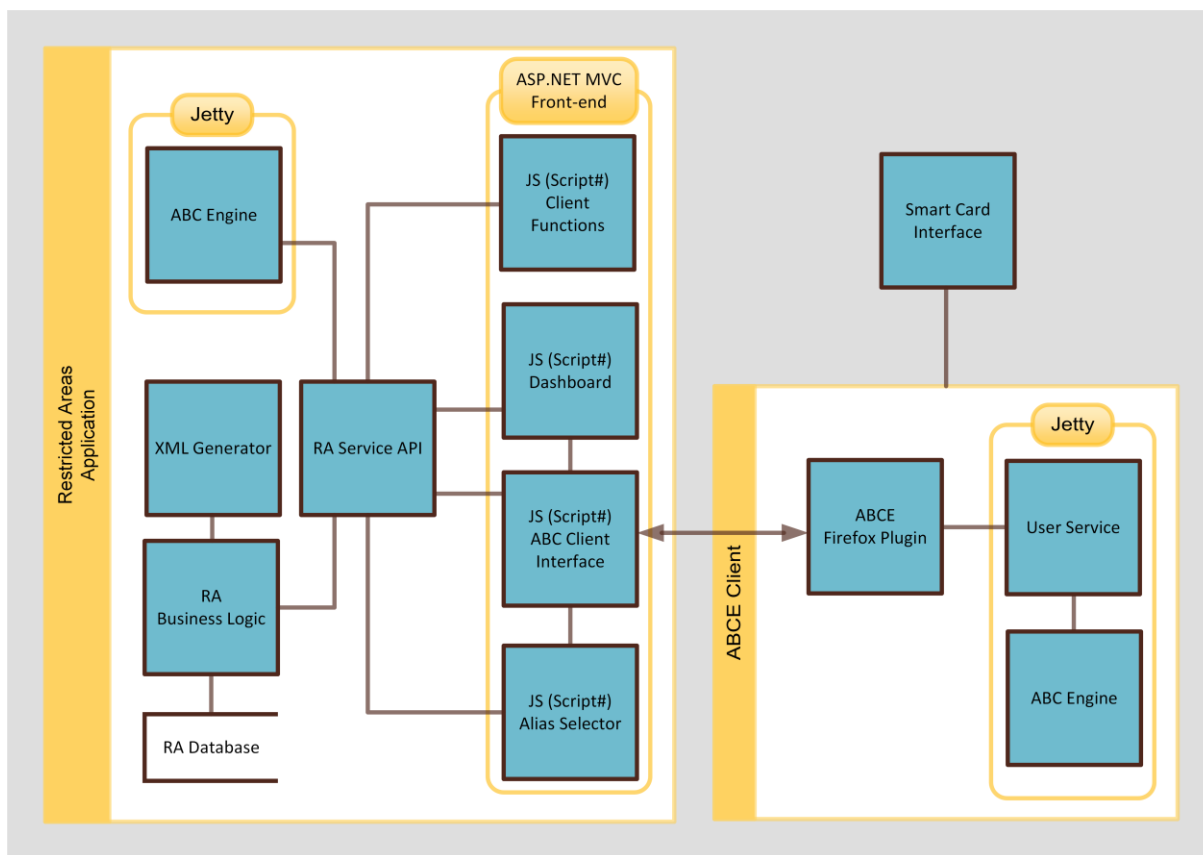 Restricted Areas
Application
Jetty
ABC Engine
XML Generator
RA
Business Logic
RA Database
RA Service API
ASP.NET MVC
Front-end
JS (Script#)
Client
Functions
JS (Script#)
Dashboard
JS (Script#)
ABC Client
Interface
JS (Script#)
Alias Selector
Smart Card
Interface
ABCE Client
ABCE
Firefox Plugin
Jetty
User Service
ABC Engine